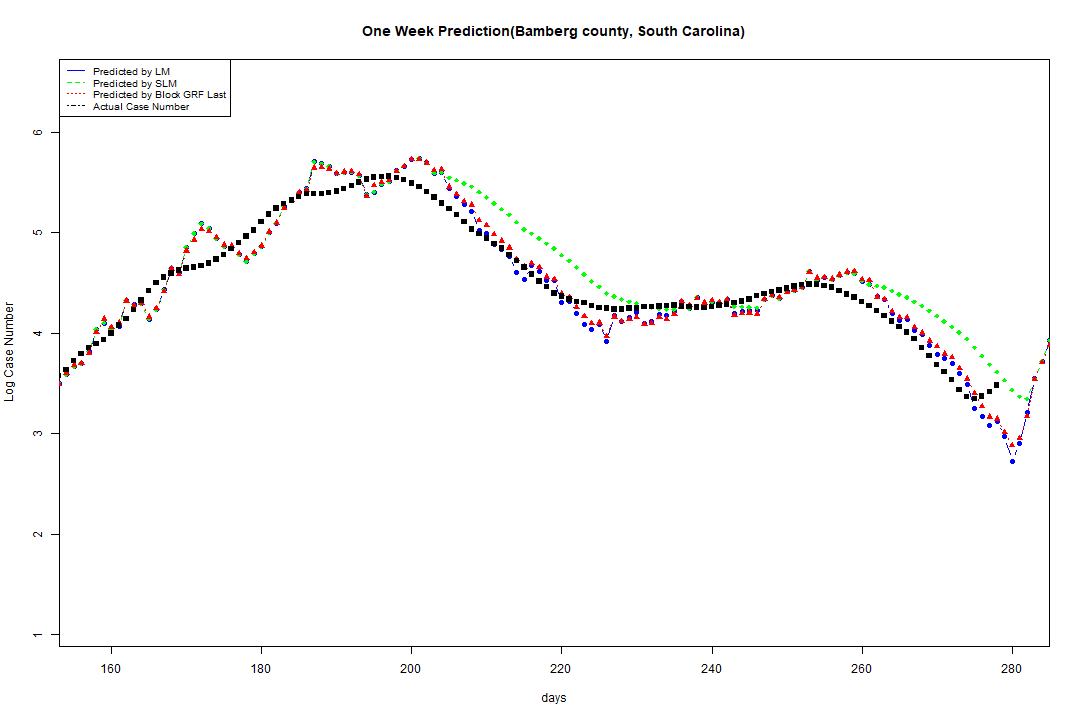 One Week Prediction(Bamberg county, South Carolina)
Predicted by LM
Predicted by SLM
Predicted by Block GRF Last
Actual Case Number
6
5
4
3
2
1
Log Case Number
160 180 200 220 240 260 280
days